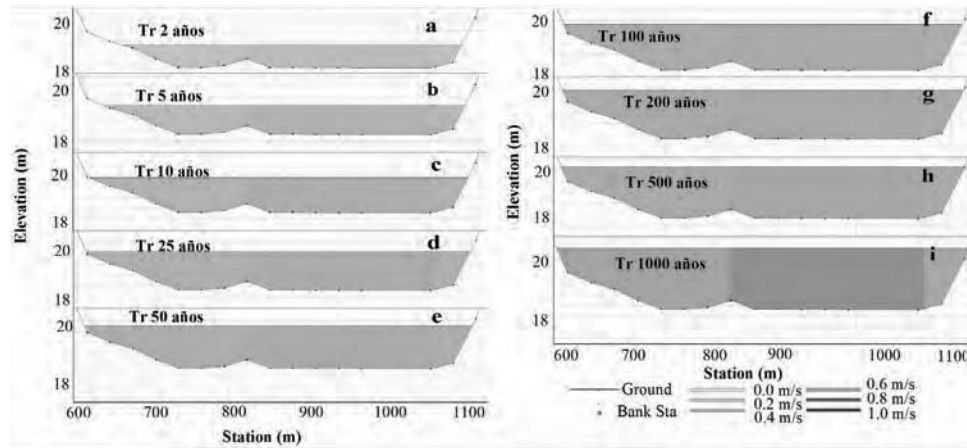 20
a
Tr 2 años
18
20
b
Tr 5 años
18
20
c
Tr 10 años
18
20
d
Tr 25 años
18
20
e
Tr 50 años
18
Elevation (m)
600 700 800 900 1000 1100
Station (m)
20
f
Tr 100 años
18
20
g
Tr 200 años
18
20
h
Tr 500 años
18
20
i
Tr 1000 años
18
Elevation (m)
600 700 800 900 1000 1100
Station (m)
Ground
Bank Sta
0.0 m/s
0.2 m/s
0.4 m/s
0.6 m/s
0.8 m/s
1.0 m/s